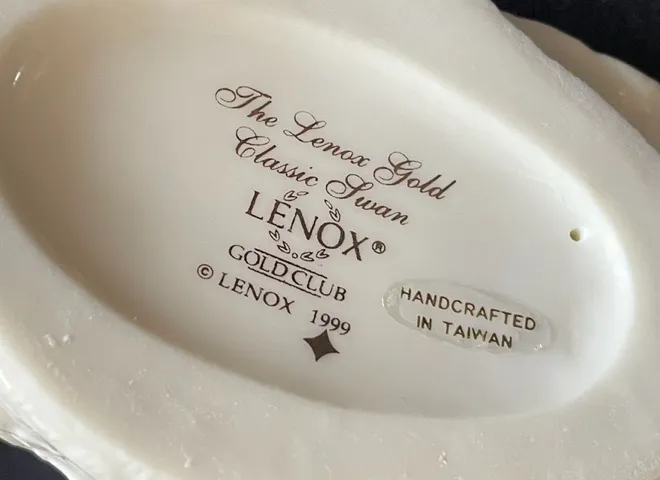 The Lenox Gold
Classic Swan
LENOX®
GOLD CLUB
© LENOX 1999
HANDCRAFTED
IN TAIWAN